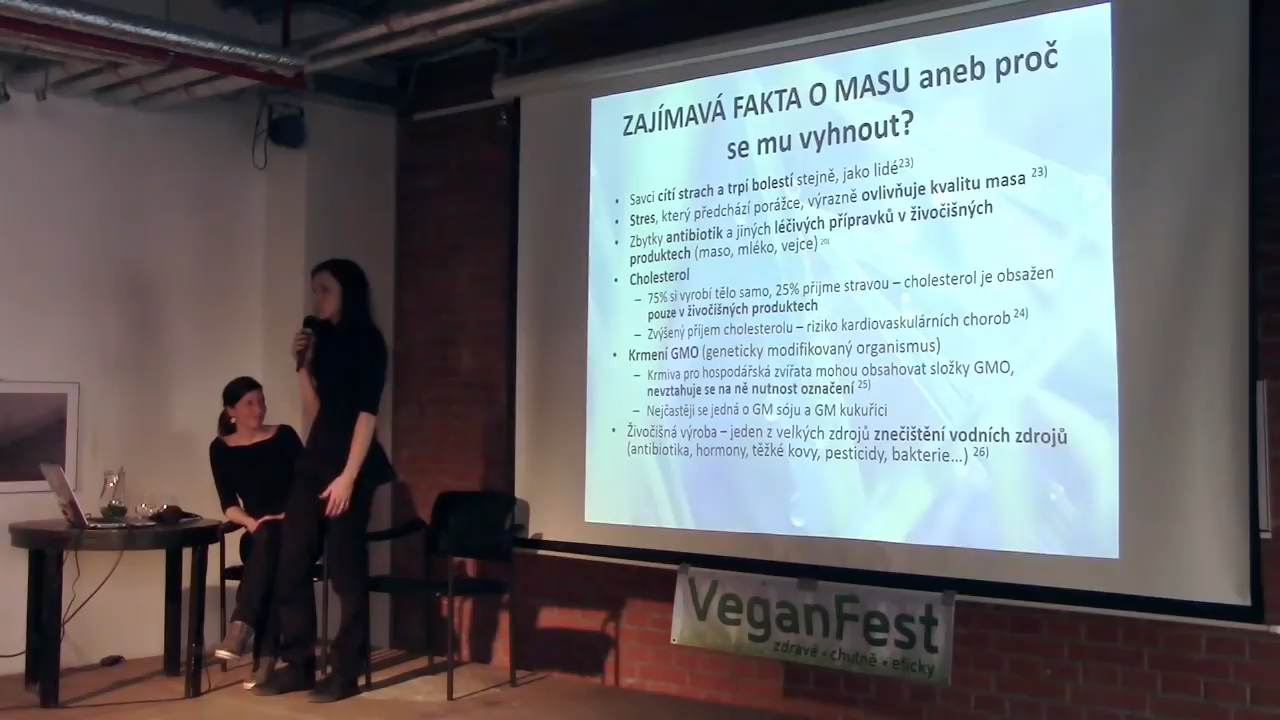 ZAJÍMAVÁ FAKTA O MASU aneb proč
se mu vyhnout?
• Savci cítí strach a trpí bolestí stejně, jako lidé23)
• Stres, který předchází porážce, výrazně ovlivňuje kvalitu masa 23)
• Zbytky antibiotik a jiných léčivých přípravků v živočišných
produktech (maso, mléko, vejce) 20)
• Cholesterol
– 75% si vyrobí tělo samo, 25% přijme stravou – cholesterol je obsažen
pouze v živočišných produktech
– Zvýšený příjem cholesterolu – riziko kardiovaskulárních chorob 24)
• Krmení GMO (geneticky modifikovaný organismus)
– Krmiva pro hospodářská zvířata mohou obsahovat složky GMO,
nevztahuje se na ně nutnost označení 25)
– Nejčastěji se jedná o GM sóju a GM kukuřici
• Živočišná výroba – jeden z velkých zdrojů znečištění vodních zdrojů
(antibiotika, hormony, těžké kovy, pesticidy, bakterie…) 26)
VeganFest
zdravě • chutně • eticky